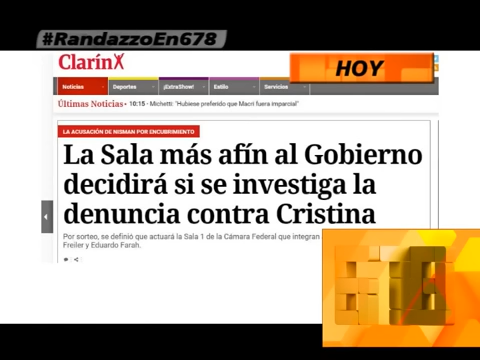 #RandazzoEn678
Clarín
HOY
Noticias
Deportes
¡ExtraShow!
Estilo
Servicios
Últimas Noticias
10:15 - Michetti: "Hubiese preferido que Macri fuera imparcial"
LA ACUSACIÓN DE NISMAN POR ENCUBRIMIENTO
La Sala más afín al Gobierno
decidirá si se investiga la
denuncia contra Cristina
Por sorteo, se definió que actuará la Sala 1 de la Cámara Federal que integran
Freiler y Eduardo Farah.